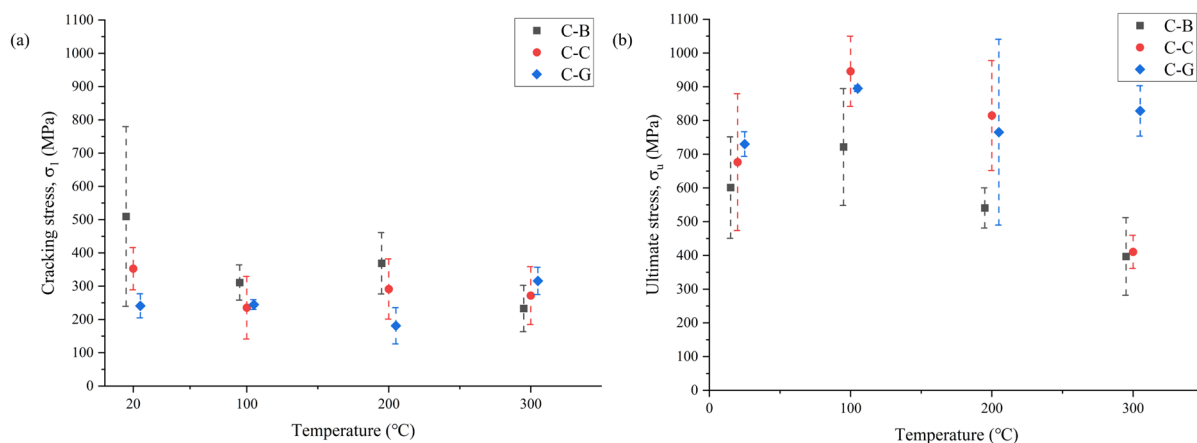 (a)
C-B
C-C
C-G
1100
1000
900
800
700
600
500
400
300
200
100
0
Cracking stress, σ₁ (MPa)
20
100
200
300
Temperature (℃)
(b)
C-B
C-C
C-G
1100
1000
900
800
700
600
500
400
300
200
100
0
Ultimate stress, σᵤ (MPa)
0
100
200
300
Temperature (℃)